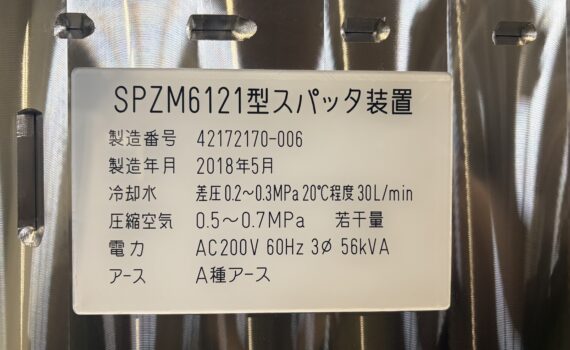 SPZM6121型スパッタ装置
製造番号 42172170-006
製造年月 2018年5月
冷却水 差圧0.2～0.3MPa 20℃程度 30L/min
圧縮空気 0.5～0.7MPa 若干量
電力 AC200V 60Hz 3φ 56kVA
アース A種アース